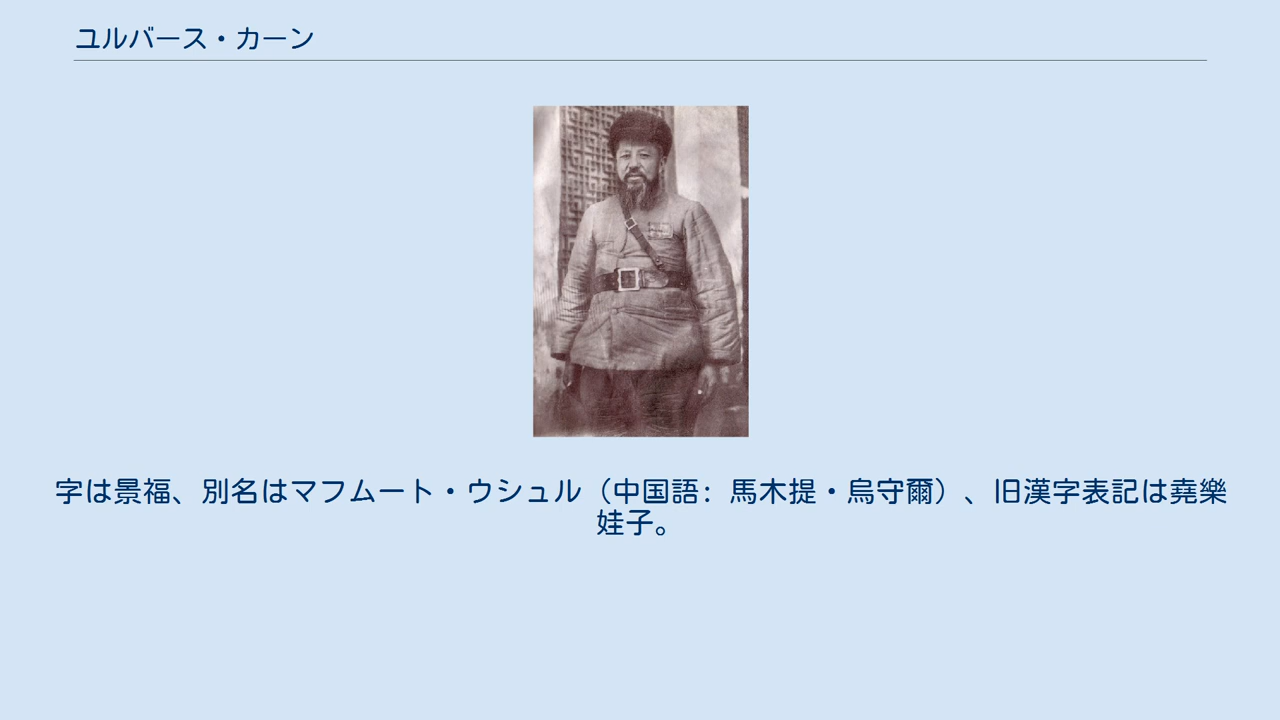 ユルバース・カーン
字は景福、別名はマフムート・ウシュル（中国語：馬木提・烏守爾）、旧漢字表記は堯樂
娃子。